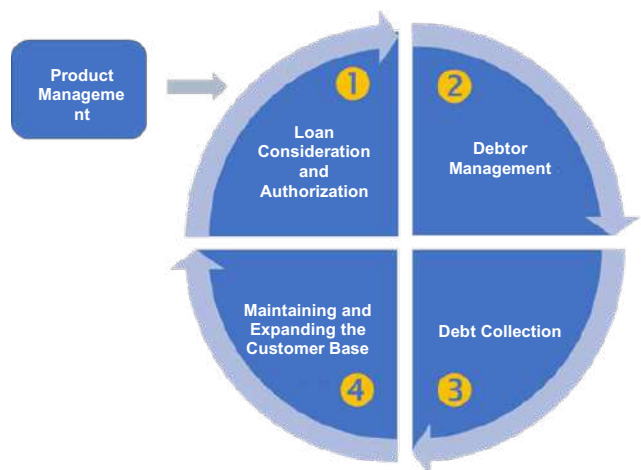 Product
Manageme
nt
1
Loan
Consideration
and
Authorization
2
Debtor
Management
Debt Collection
3
Maintaining and
Expanding the
Customer Base
4